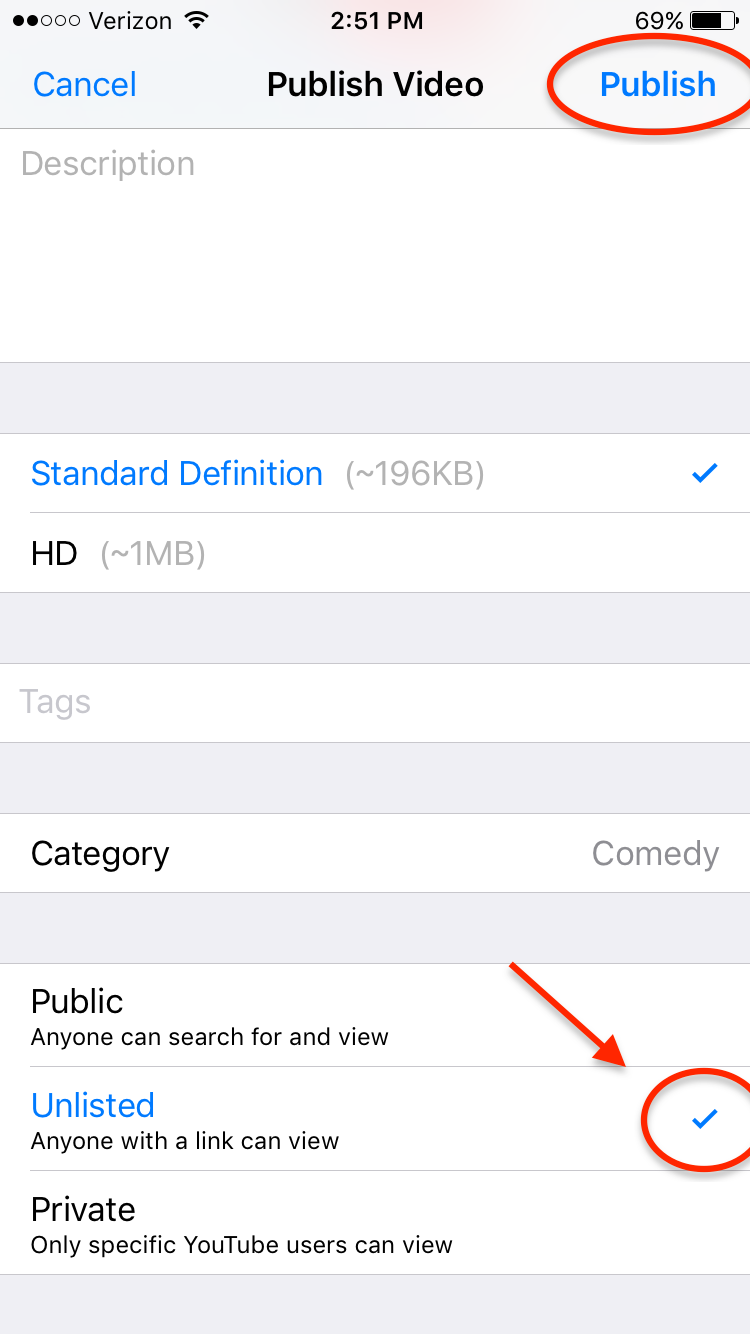 Verizon 2:51 PM 69%
Cancel Publish Video Publish
Description
Standard Definition (~196KB)
HD (~1MB)
Tags
Category Comedy
Public
Anyone can search for and view
Unlisted
Anyone with a link can view
Private
Only specific YouTube users can view